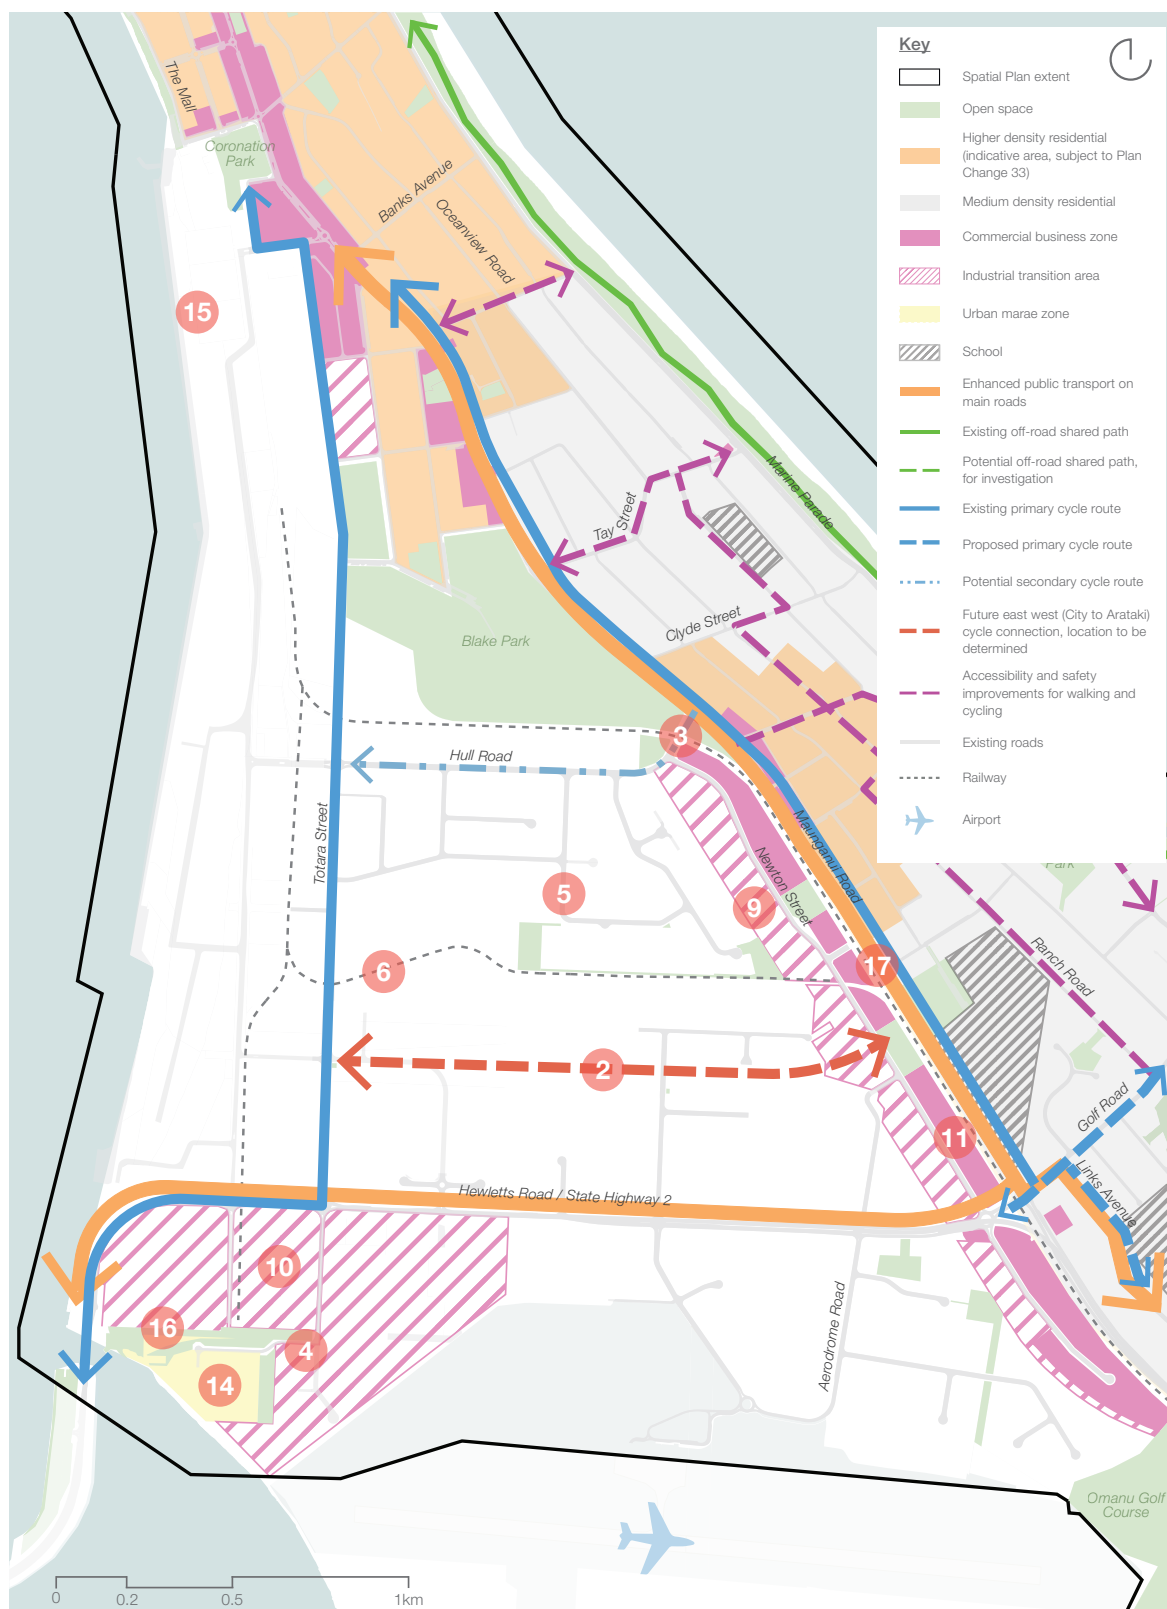 Key
Spatial Plan extent
Open space
Higher density residential
(indicative area, subject to Plan
Change 33)
Medium density residential
Commercial business zone
Industrial transition area
Urban marae zone
School
Enhanced public transport on
main roads
Existing off-road shared path
Potential off-road shared path,
for investigation
Existing primary cycle route
Proposed primary cycle route
Potential secondary cycle route
Future east west (City to Arataki)
cycle connection, location to be
determined
Accessibility and safety
improvements for walking and
cycling
Existing roads
Railway
Airport
The Mall
Coronation
Park
Banks Avenue
Oceanview Road
15
Marine Parade
Tay Street
Clyde Street
Blake Park
3
Hull Road
Totara Street
Maunganui Road
Newton Street
5
9
Park
6
17
Ranch Road
2
Golf Road
11
Links Avenue
Hewletts Road / State Highway 2
10
16
4
14
Aerodrome Road
Omanu Golf
Course
0
0.2
0.5
1km